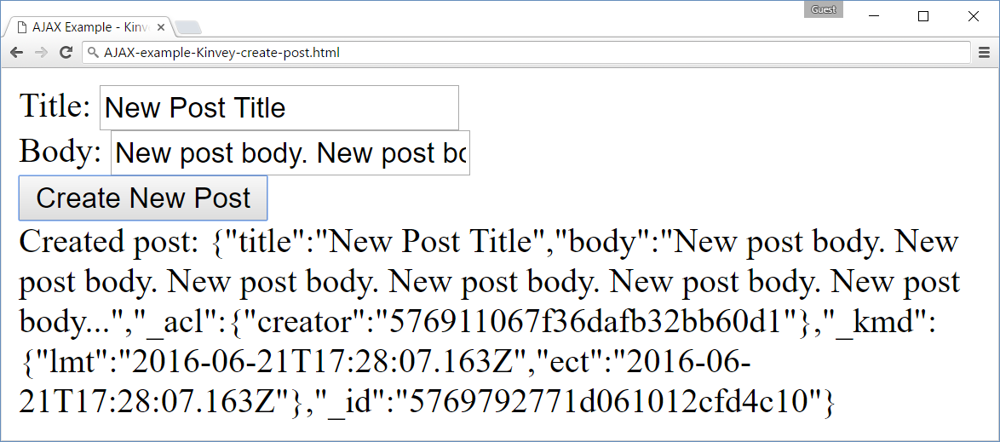 Guest
AJAX Example - Kinv
AJAX-example-Kinvey-create-post.html
Title: New Post Title
Body: New post body. New post bo
Create New Post
Created post: {"title":"New Post Title","body":"New post body. New
post body. New post body. New post body. New post body. New post
body...","_acl":{"creator":"576911067f36dafb32bb60d1"},"_kmd":
{"lmt":"2016-06-21T17:28:07.163Z","ect":"2016-06-
21T17:28:07.163Z"},"_id":"5769792771d061012cfd4c10"}